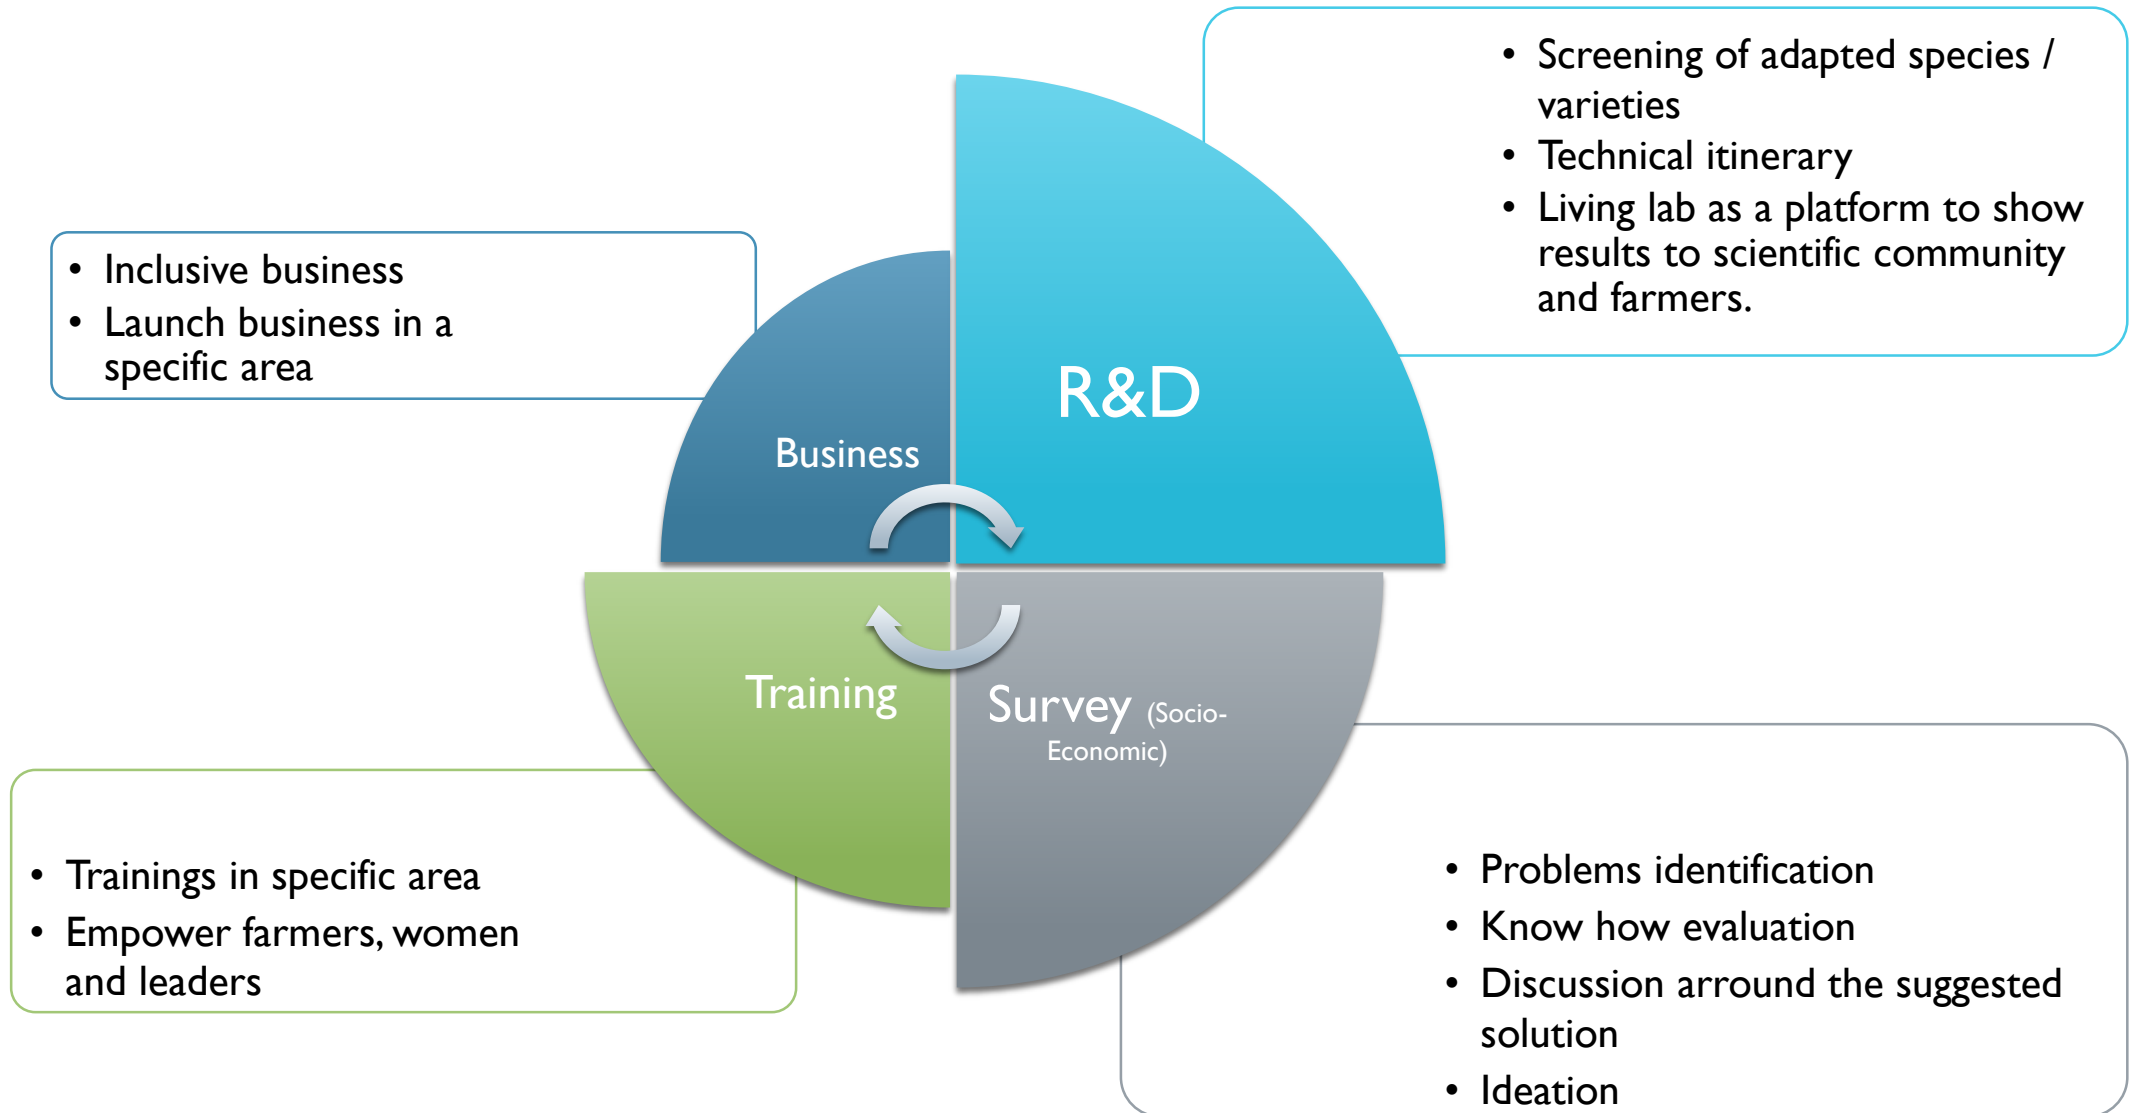 • Inclusive business
• Launch business in a
specific area
Business
R&D
• Screening of adapted species /
varieties
• Technical itinerary
• Living lab as a platform to show
results to scientific community
and farmers.
Training
• Trainings in specific area
• Empower farmers, women
and leaders
Survey (Socio-
Economic)
• Problems identification
• Know how evaluation
• Discussion arround the suggested
solution
• Ideation